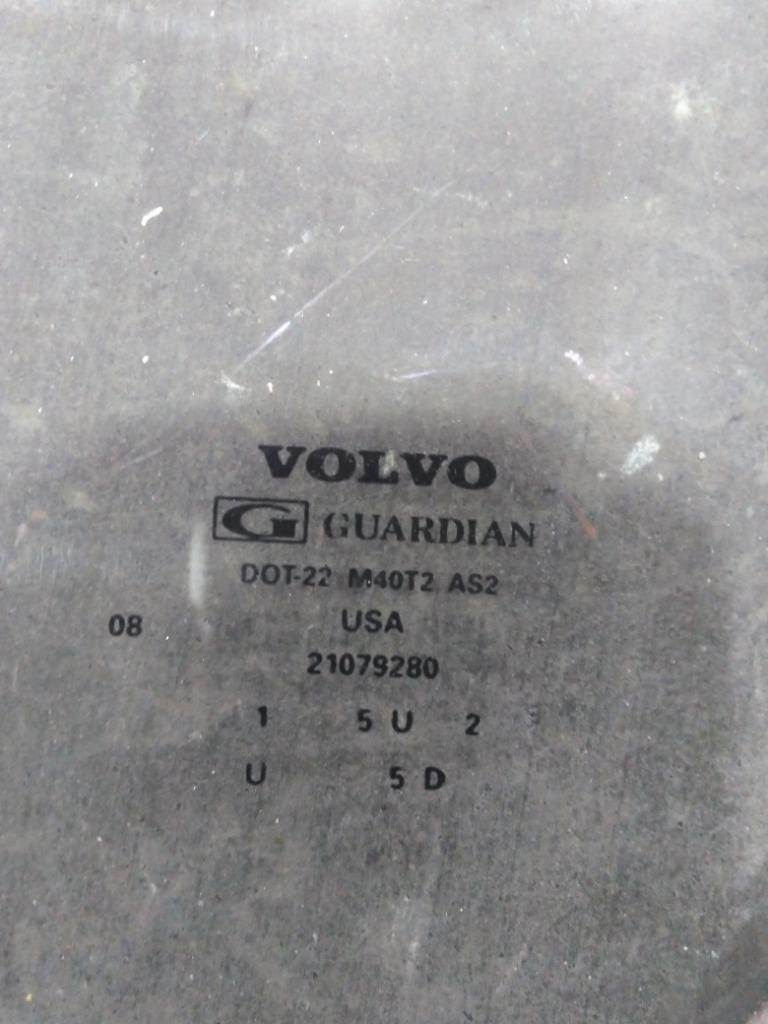 VOLVO
G GUARDIAN
DOT-22 M40T2 AS2
08 USA
21079280
1 5 U 2
U 5 D